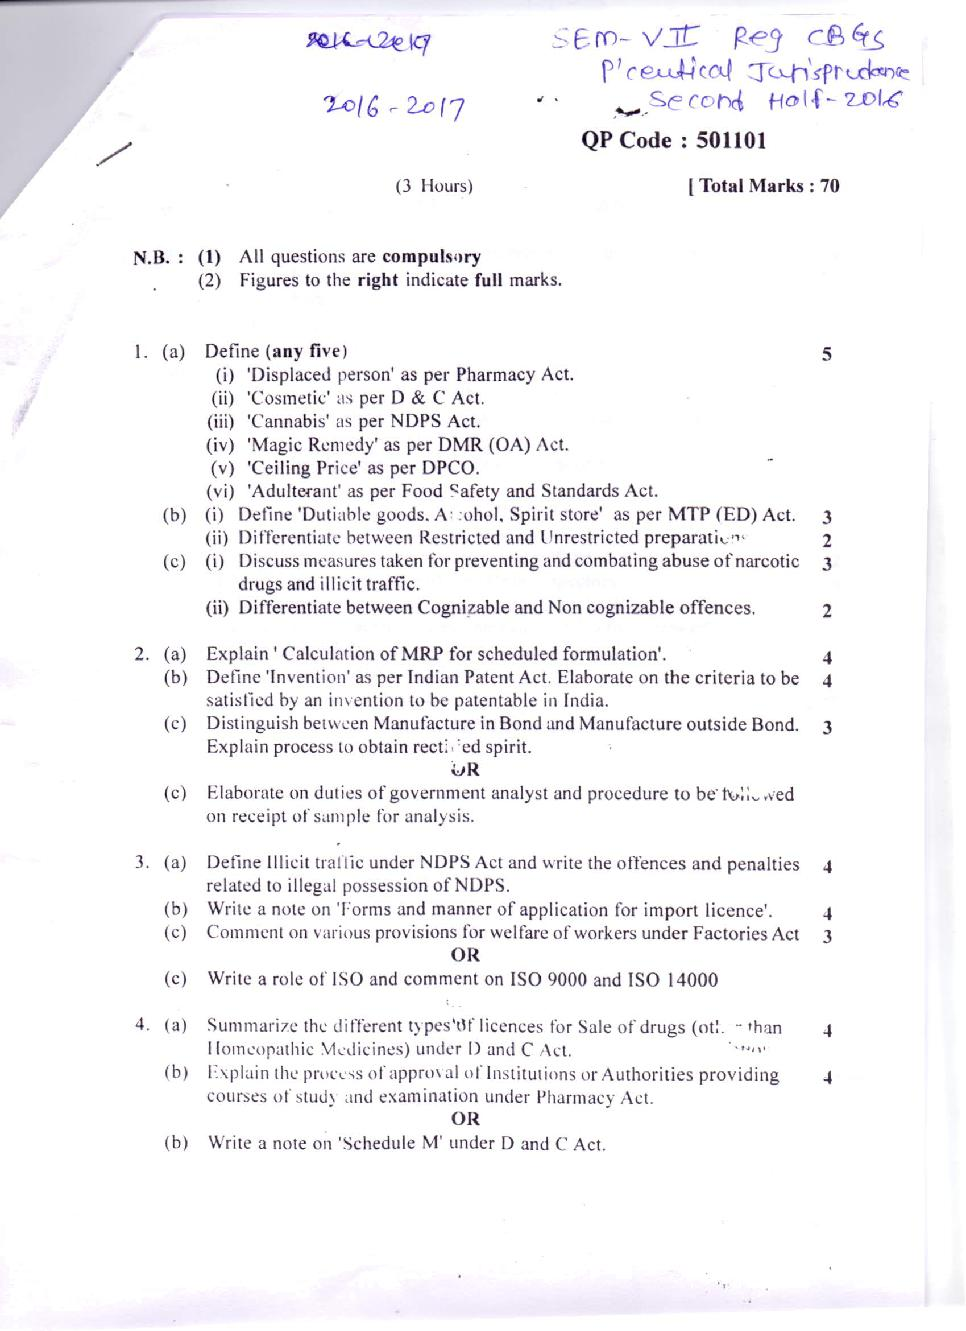 2016-2017
SEM-VII Reg CBGS
P'ceutical Jurisprudence
Second Half-2016
QP Code : 501101
(3 Hours) [ Total Marks : 70
N.B. : (1) All questions are compulsory
(2) Figures to the right indicate full marks.
1. (a) Define (any five) 5
(i) 'Displaced person' as per Pharmacy Act.
(ii) 'Cosmetic' as per D & C Act.
(iii) 'Cannabis' as per NDPS Act.
(iv) 'Magic Remedy' as per DMR (OA) Act.
(v) 'Ceiling Price' as per DPCO.
(vi) 'Adulterant' as per Food Safety and Standards Act.
(b) (i) Define 'Dutiable goods, Alcohol, Spirit store' as per MTP (ED) Act. 3
(ii) Differentiate between Restricted and Unrestricted preparations 2
(c) (i) Discuss measures taken for preventing and combating abuse of narcotic 3
drugs and illicit traffic.
(ii) Differentiate between Cognizable and Non cognizable offences. 2
2. (a) Explain ' Calculation of MRP for scheduled formulation'. 4
(b) Define 'Invention' as per Indian Patent Act. Elaborate on the criteria to be 4
satisfied by an invention to be patentable in India.
(c) Distinguish between Manufacture in Bond and Manufacture outside Bond. 3
Explain process to obtain rectified spirit.
OR
(c) Elaborate on duties of government analyst and procedure to be followed
on receipt of sample for analysis.
3. (a) Define Illicit traffic under NDPS Act and write the offences and penalties 4
related to illegal possession of NDPS.
(b) Write a note on 'Forms and manner of application for import licence'. 4
(c) Comment on various provisions for welfare of workers under Factories Act 3
OR
(c) Write a role of ISO and comment on ISO 9000 and ISO 14000
4. (a) Summarize the different types of licences for Sale of drugs (other than 4
Homeopathic Medicines) under D and C Act.
(b) Explain the process of approval of Institutions or Authorities providing 4
courses of study and examination under Pharmacy Act.
OR
(b) Write a note on 'Schedule M' under D and C Act.